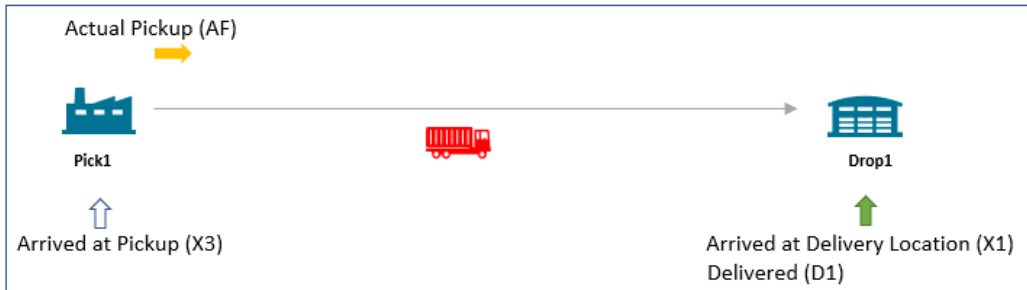 Actual Pickup (AF)
Pick1
Drop1
Arrived at Pickup (X3)
Arrived at Delivery Location (X1)
Delivered (D1)